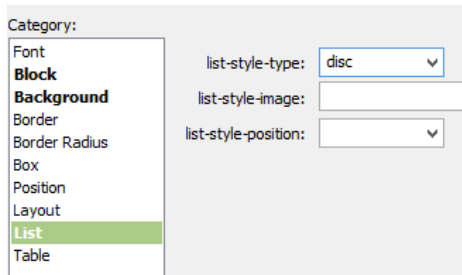 Category:
Font
Block
Background
Border
Border Radius
Box
Position
Layout
List
Table
list-style-type: disc
list-style-image:
list-style-position: